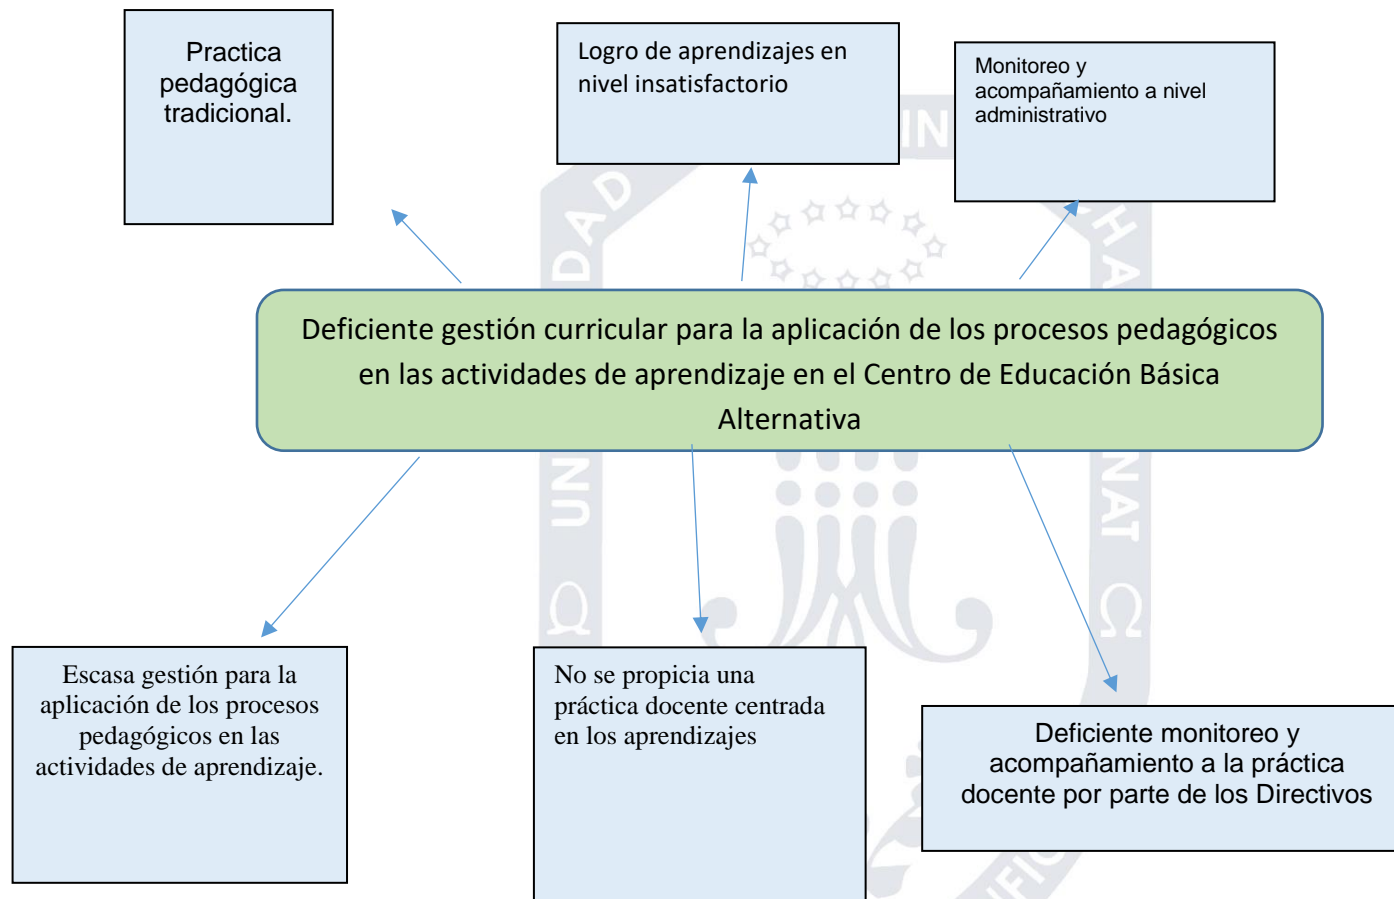 Practica
pedagógica
tradicional.
Logro de aprendizajes en
nivel insatisfactorio
Monitoreo y
acompañamiento a nivel
administrativo
Deficiente gestión curricular para la aplicación de los procesos pedagógicos
en las actividades de aprendizaje en el Centro de Educación Básica
Alternativa
Escasa gestión para la
aplicación de los procesos
pedagógicos en las
actividades de aprendizaje.
No se propicia una
práctica docente centrada
en los aprendizajes
Deficiente monitoreo y
acompañamiento a la práctica
docente por parte de los Directivos